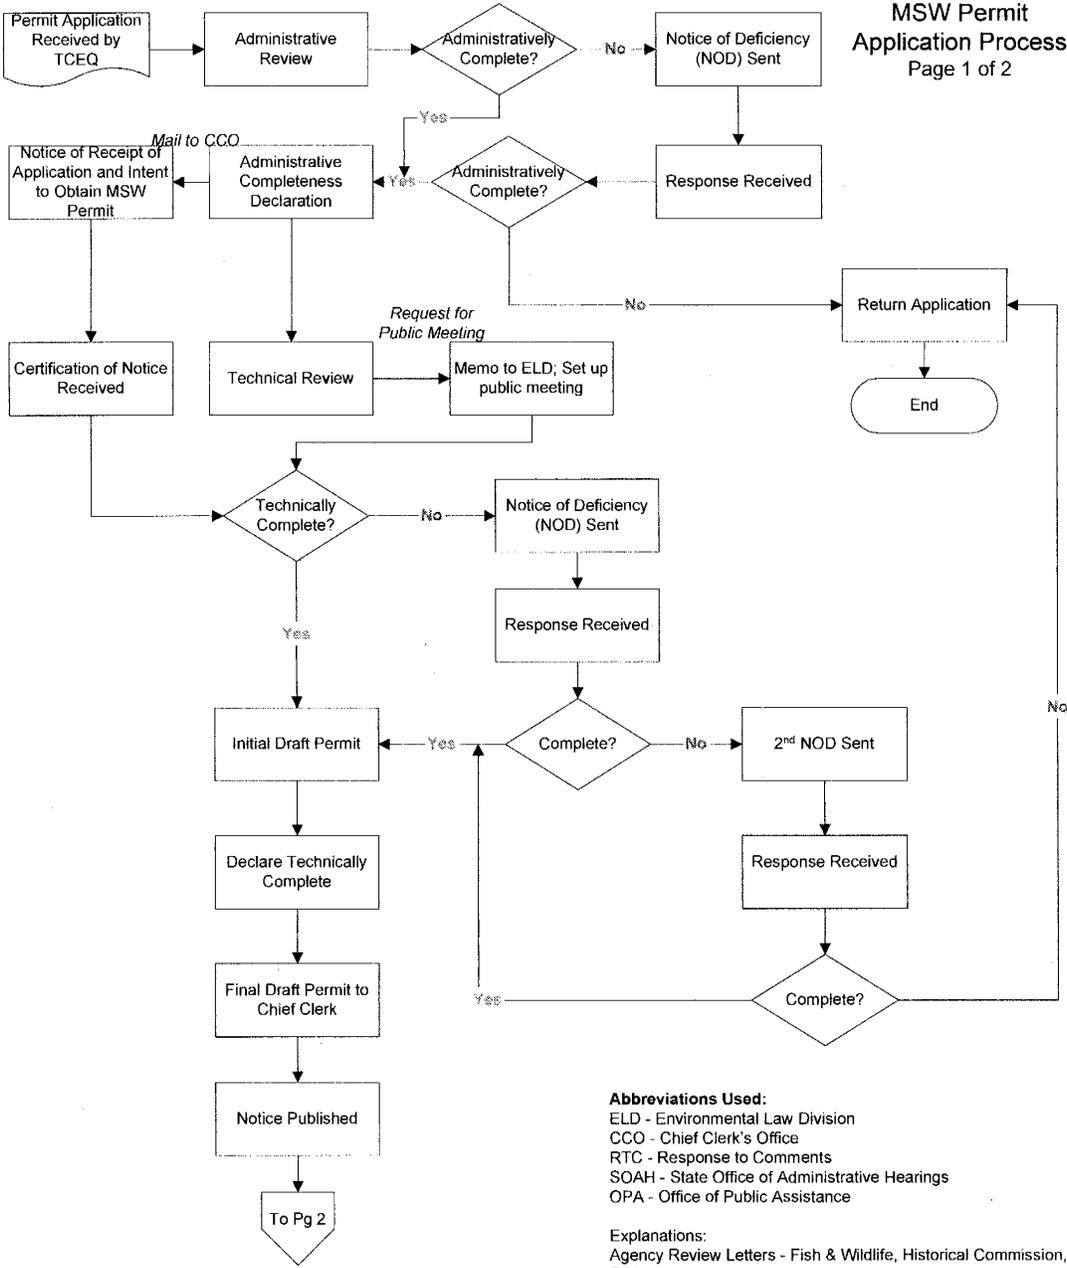 MSW Permit
Application Process
Page 1 of 2
Permit Application
Received by
TCEQ
Administrative
Review
Administratively
Complete?
No
Notice of Deficiency
(NOD) Sent
Yes
Mail to CCO
Notice of Receipt of
Application and Intent
to Obtain MSW
Permit
Administrative
Completeness
Declaration
Yes
Administratively
Complete?
Response Received
No
Return Application
Request for
Public Meeting
Certification of Notice
Received
Technical Review
Memo to ELD; Set up
public meeting
End
Technically
Complete?
No
Notice of Deficiency
(NOD) Sent
Yes
Response Received
No
Initial Draft Permit
Yes
Complete?
No
2nd NOD Sent
Declare Technically
Complete
Response Received
Final Draft Permit to
Chief Clerk
Yes
Complete?
Notice Published
To Pg 2
Abbreviations Used:
ELD - Environmental Law Division
CCO - Chief Clerk's Office
RTC - Response to Comments
SOAH - State Office of Administrative Hearings
OPA - Office of Public Assistance
Explanations:
Agency Review Letters - Fish & Wildlife, Historical Commission,